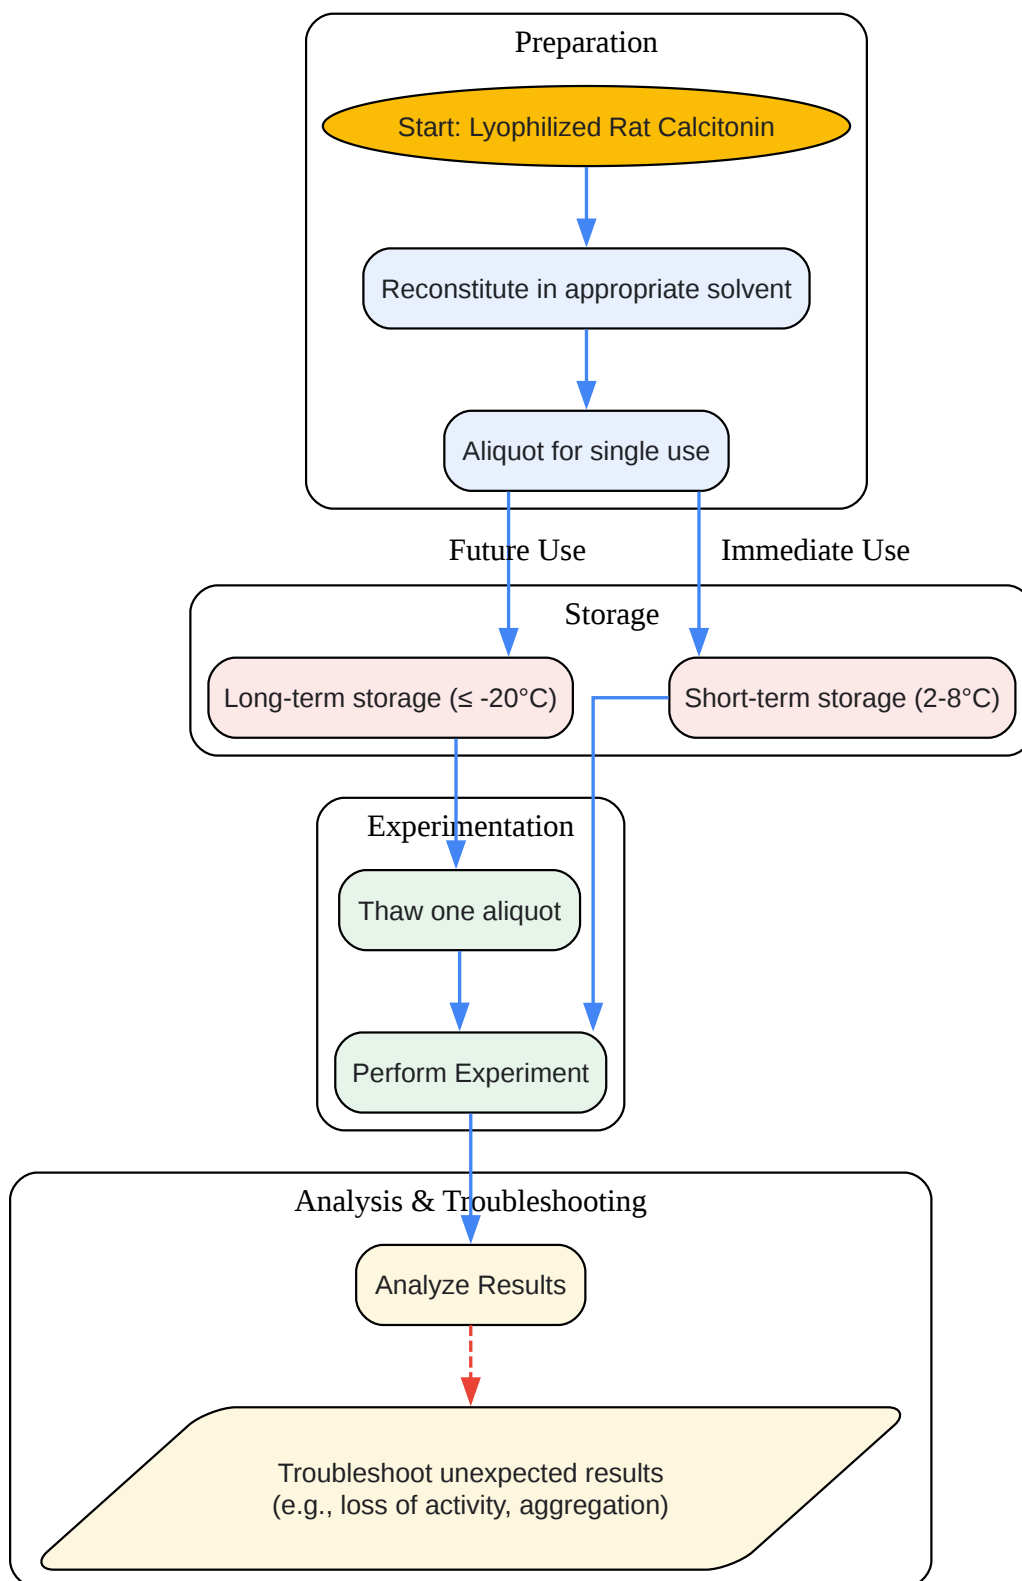 Preparation
Start: Lyophilized Rat Calcitonin
Reconstitute in appropriate solvent
Aliquot for single use
Future Use
Immediate Use
Storage
Long-term storage (≤ -20°C)
Short-term storage (2-8°C)
Experimentation
Thaw one aliquot
Perform Experiment
Analysis & Troubleshooting
Analyze Results
Troubleshoot unexpected results
(e.g., loss of activity, aggregation)